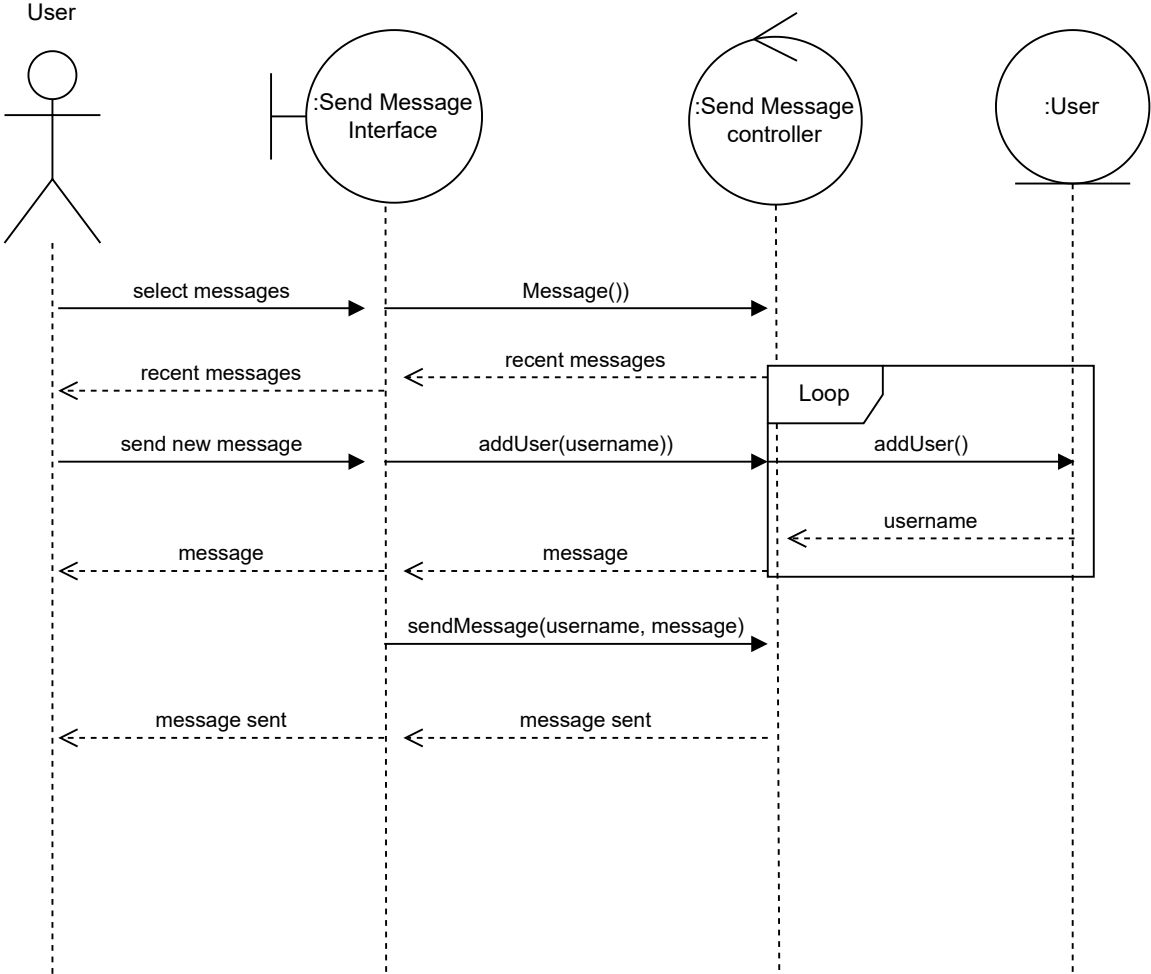 User
:Send Message
Interface
:Send Message
controller
:User
select messages
Message())
recent messages
recent messages
Loop
send new message
addUser(username))
addUser()
username
message
message
sendMessage(username, message)
message sent
message sent